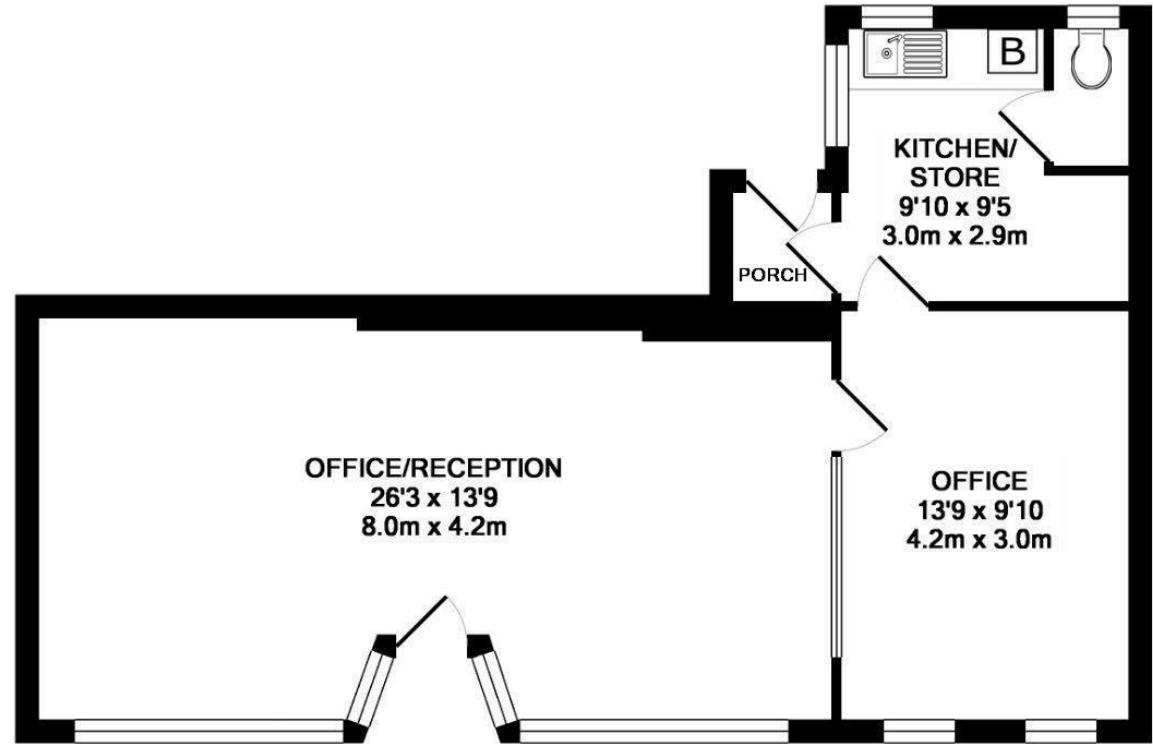 B
KITCHEN/
STORE
9'10 x 9'5
3.0m x 2.9m
PORCH
OFFICE/RECEPTION
26'3 x 13'9
8.0m x 4.2m
OFFICE
13'9 x 9'10
4.2m x 3.0m